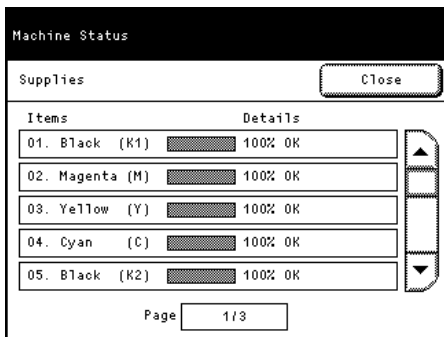 Machine Status
Supplies Close
Items Details
01. Black (K1) 100% OK
02. Magenta (M) 100% OK
03. Yellow (Y) 100% OK
04. Cyan (C) 100% OK
05. Black (K2) 100% OK
Page 1/3